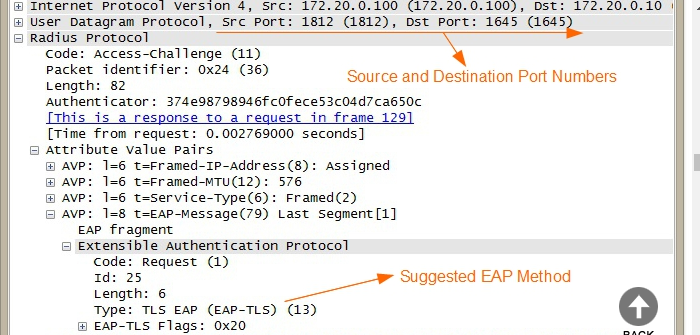 Internet Protocol Version 4, Src: 172.20.0.100 (172.20.0.100), Dst: 172.20.0.10 (
User Datagram Protocol, Src Port: 1812 (1812), Dst Port: 1645 (1645)
Radius Protocol
Code: Access-Challenge (11)
Packet identifier: 0x24 (36)
Source and Destination Port Numbers
Length: 82
Authenticator: 374e98798946fc0fece53c04d7ca650c
[This is a response to a request in frame 129]
[Time from request: 0.002769000 seconds]
Attribute Value Pairs
AVP: l=6 t=Framed-IP-Address(8): Assigned
AVP: l=6 t=Framed-MTU(12): 576
AVP: l=6 t=Service-Type(6): Framed(2)
AVP: l=8 t=EAP-Message(79) Last Segment[1]
EAP fragment
Extensible Authentication Protocol
Code: Request (1)
Id: 25
Suggested EAP Method
Length: 6
Type: TLS EAP (EAP-TLS) (13)
EAP-TLS Flags: 0x20
BACK